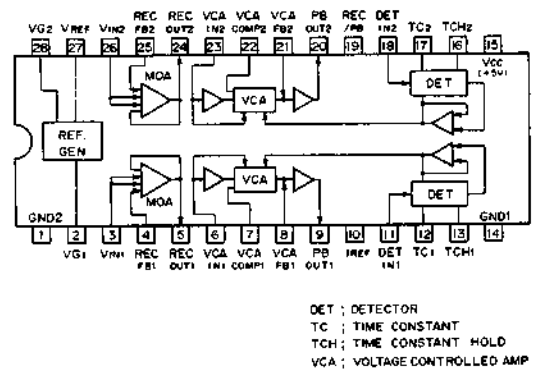 VG2 VREF VIN2 REC FB2 REC OUT2 VCA IN2 VCA COMP2 VCA FB2 PB OUT2 REC /PB DET IN2 TC2 TCH2
28 27 26 25 24 23 22 21 20 19 18 17 16 15
VCC (+5V)
MOA
DET
VCA
REF. GEN
VCA
MOA
DET
GND2
GND1
1 2 3 4 5 6 7 8 9 10 11 12 13 14
VG1 VIN1 REC FB1 REC OUT1 VCA IN1 VCA COMP1 VCA FB1 PB OUT1 IREF DET IN1 TC1 TCH1
DET ; DETECTOR
TC ; TIME CONSTANT
TCH ; TIME CONSTANT HOLD
VCA ; VOLTAGE CONTROLLED AMP